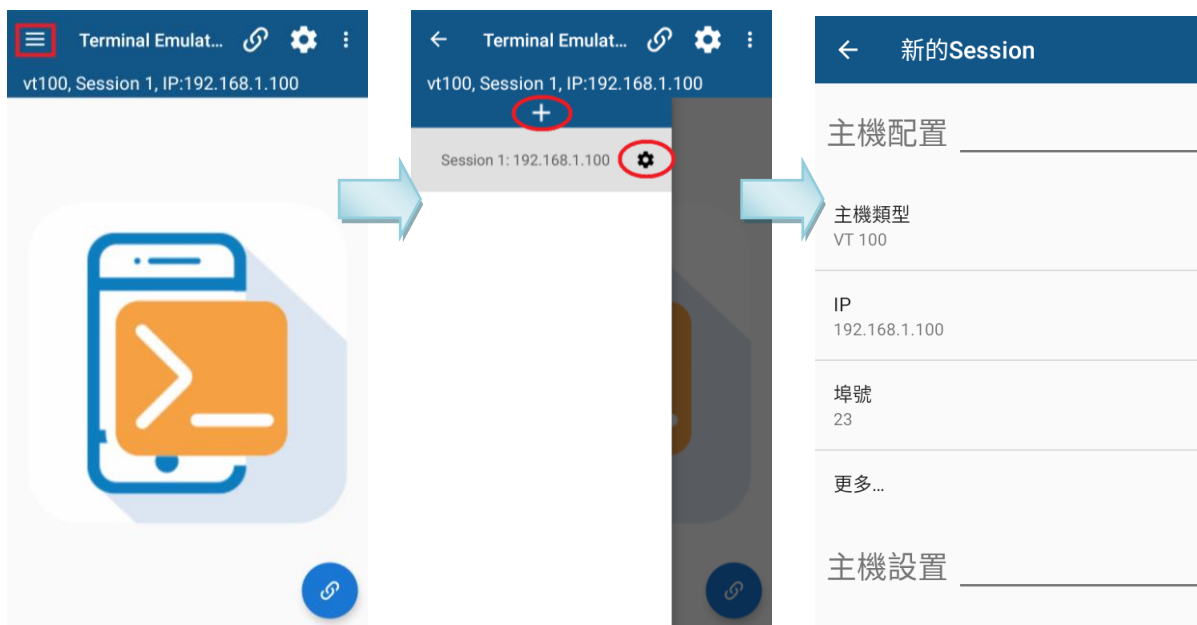 Terminal Emulat...
vt100, Session 1, IP:192.168.1.100
Terminal Emulat...
vt100, Session 1, IP:192.168.1.100
Session 1: 192.168.1.100
新的Session
主機配置
主機類型
VT 100
IP
192.168.1.100
埠號
23
更多...
主機設置